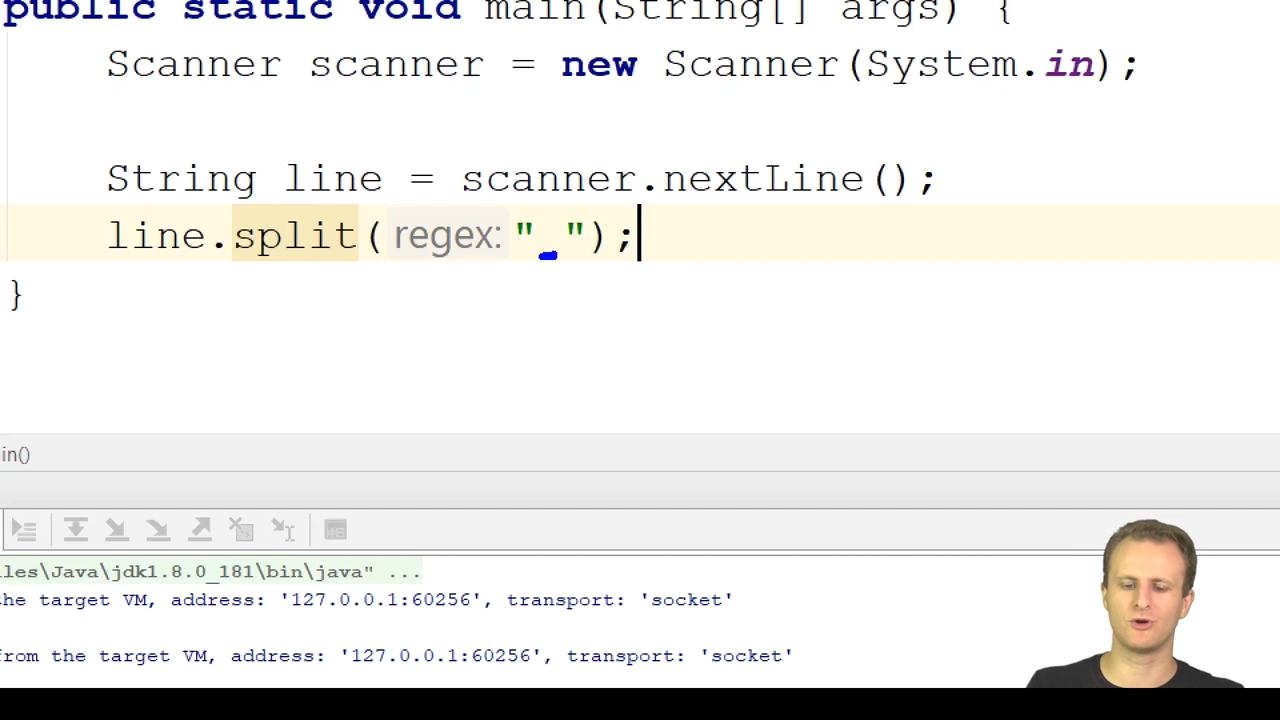 public static void main(String[] args) {
Scanner scanner = new Scanner(System.in);
String line = scanner.nextLine();
line.split( regex: " ");
}
in()
les\Java\jdk1.8.0_181\bin\java" ...
he target VM, address: '127.0.0.1:60256', transport: 'socket'
from the target VM, address: '127.0.0.1:60256', transport: 'socket'